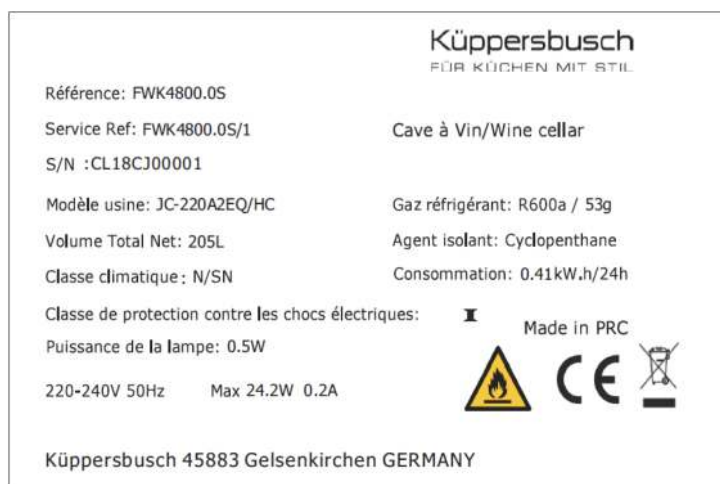 Küppersbusch
FÜR KÜCHEN MIT STIL
Référence: FWK4800.0S
Service Ref: FWK4800.0S/1
Cave à Vin/Wine cellar
S/N :CL18CJ00001
Modèle usine: JC-220A2EQ/HC
Gaz réfrigérant: R600a / 53g
Volume Total Net: 205L
Agent isolant: Cyclopenthane
Classe climatique: N/SN
Consommation: 0.41kW.h/24h
Classe de protection contre les chocs électriques: I
Made in PRC
Puissance de la lampe: 0.5W
CE
220-240V 50Hz Max 24.2W 0.2A
Küppersbusch 45883 Gelsenkirchen GERMANY